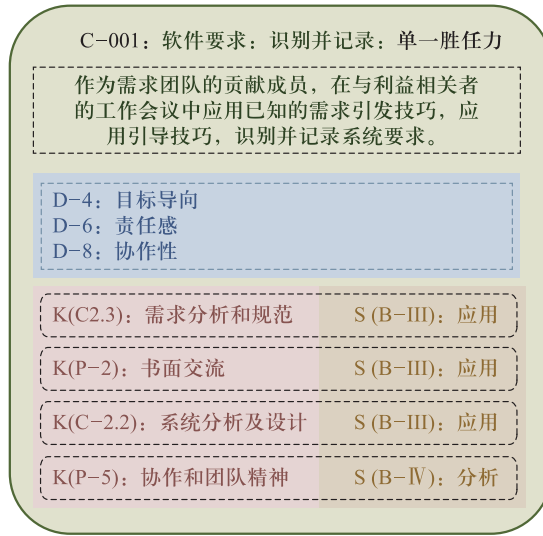 C-001：软件要求：识别并记录：单一胜任力
作为需求团队的贡献成员，在与利益相关者
的工作会议中应用已知的需求引发技巧，应
用引导技巧，识别并记录系统要求。
D-4：目标导向
D-6：责任感
D-8：协作性
K(C2.3)：需求分析和规范 S (B-III)：应用
K(P-2)：书面交流 S (B-III)：应用
K(C-2.2)：系统分析及设计 S (B-III)：应用
K(P-5)：协作和团队精神 S (B-Ⅳ)：分析